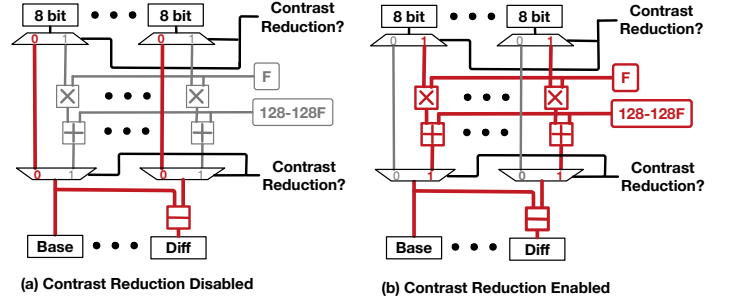 8 bit 8 bit
Contrast
Reduction?
0 1 0 1
F
128-128F
0 1 0 1
Contrast
Reduction?
Base Diff
(a) Contrast Reduction Disabled
8 bit 8 bit
Contrast
Reduction?
0 1 0 1
F
128-128F
0 1 0 1
Contrast
Reduction?
Base Diff
(b) Contrast Reduction Enabled